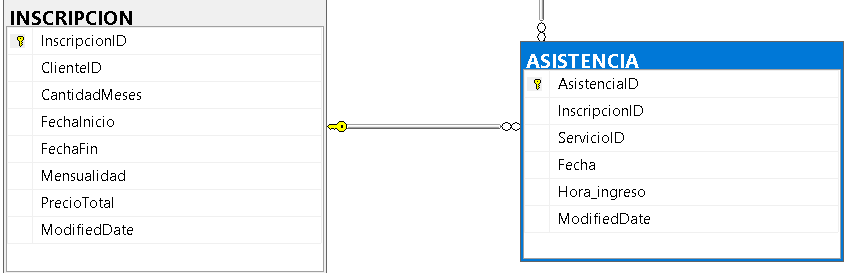 INSCRIPCION
InscripcionID
ClienteID
CantidadMeses
FechaInicio
FechaFin
Mensualidad
PrecioTotal
ModifiedDate
ASISTENCIA
AsistenciaID
InscripcionID
ServicioID
Fecha
Hora_ingreso
ModifiedDate